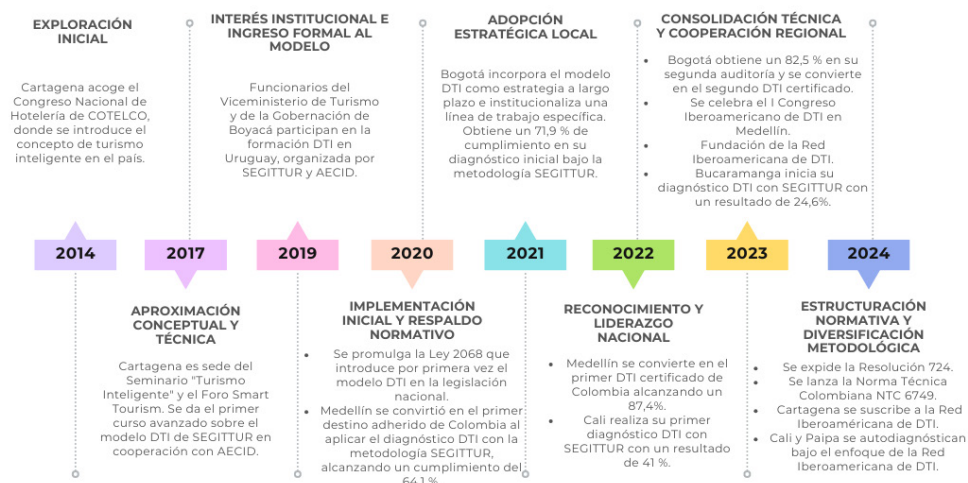 EXPLORACIÓN
INICIAL
Cartagena acoge el
Congreso Nacional de
Hotelería de COTELCO,
donde se introduce el
concepto de turismo
inteligente en el país.
INTERÉS INSTITUCIONAL E
INGRESO FORMAL AL
MODELO
Funcionarios del
Viceministerio de Turismo
y de la Gobernación de
Boyacá participan en la
formación DTI en
Uruguay, organizada por
SEGITTUR y AECID.
ADOPCIÓN
ESTRATÉGICA LOCAL
Bogotá incorpora el modelo
DTI como estrategia a largo
plazo e institucionaliza una
línea de trabajo específica.
Obtiene un 71,9 % de
cumplimiento en su
diagnóstico inicial bajo la
metodología SEGITTUR.
CONSOLIDACIÓN TÉCNICA
Y COOPERACIÓN REGIONAL
• Bogotá obtiene un 82,5 % en su
segunda auditoría y se convierte
en el segundo DTI certificado.
• Se celebra el I Congreso
Iberoamericano de DTI en
Medellín.
• Fundación de la Red
Iberoamericana de DTI.
• Bucaramanga inicia su
diagnóstico DTI con SEGITTUR con
un resultado de 24,6%.
2014
2017
2019
2020
2021
2022
2023
2024
APROXIMACIÓN
CONCEPTUAL Y
TÉCNICA
Cartagena es sede del
Seminario "Turismo
Inteligente" y el Foro Smart
Tourism. Se da el primer
curso avanzado sobre el
modelo DTI de SEGITTUR en
cooperación con AECID.
IMPLEMENTACIÓN
INICIAL Y RESPALDO
NORMATIVO
• Se promulga la Ley 2068 que
introduce por primera vez el
modelo DTI en la legislación
nacional.
• Medellín se convirtió en el primer
destino adherido de Colombia al
aplicar el diagnóstico DTI con la
metodología SEGITTUR,
alcanzando un cumplimiento del
64,1 %.
RECONOCIMIENTO Y
LIDERAZGO
NACIONAL
• Medellín se convierte en el
primer DTI certificado de
Colombia alcanzando un
87,4%.
• Cali realiza su primer
diagnóstico DTI con
SEGITTUR con un resultado
de 41 %.
ESTRUCTURACIÓN
NORMATIVA Y
DIVERSIFICACIÓN
METODOLÓGICA
• Se expide la Resolución 724.
• Se lanza la Norma Técnica
Colombiana NTC 6749.
• Cartagena se suscribe a la Red
Iberoaméricana de DTI.
• Cali y Paipa se autodiagnóstican
bajo el enfoque de la Red
Iberoamericana de DTI.